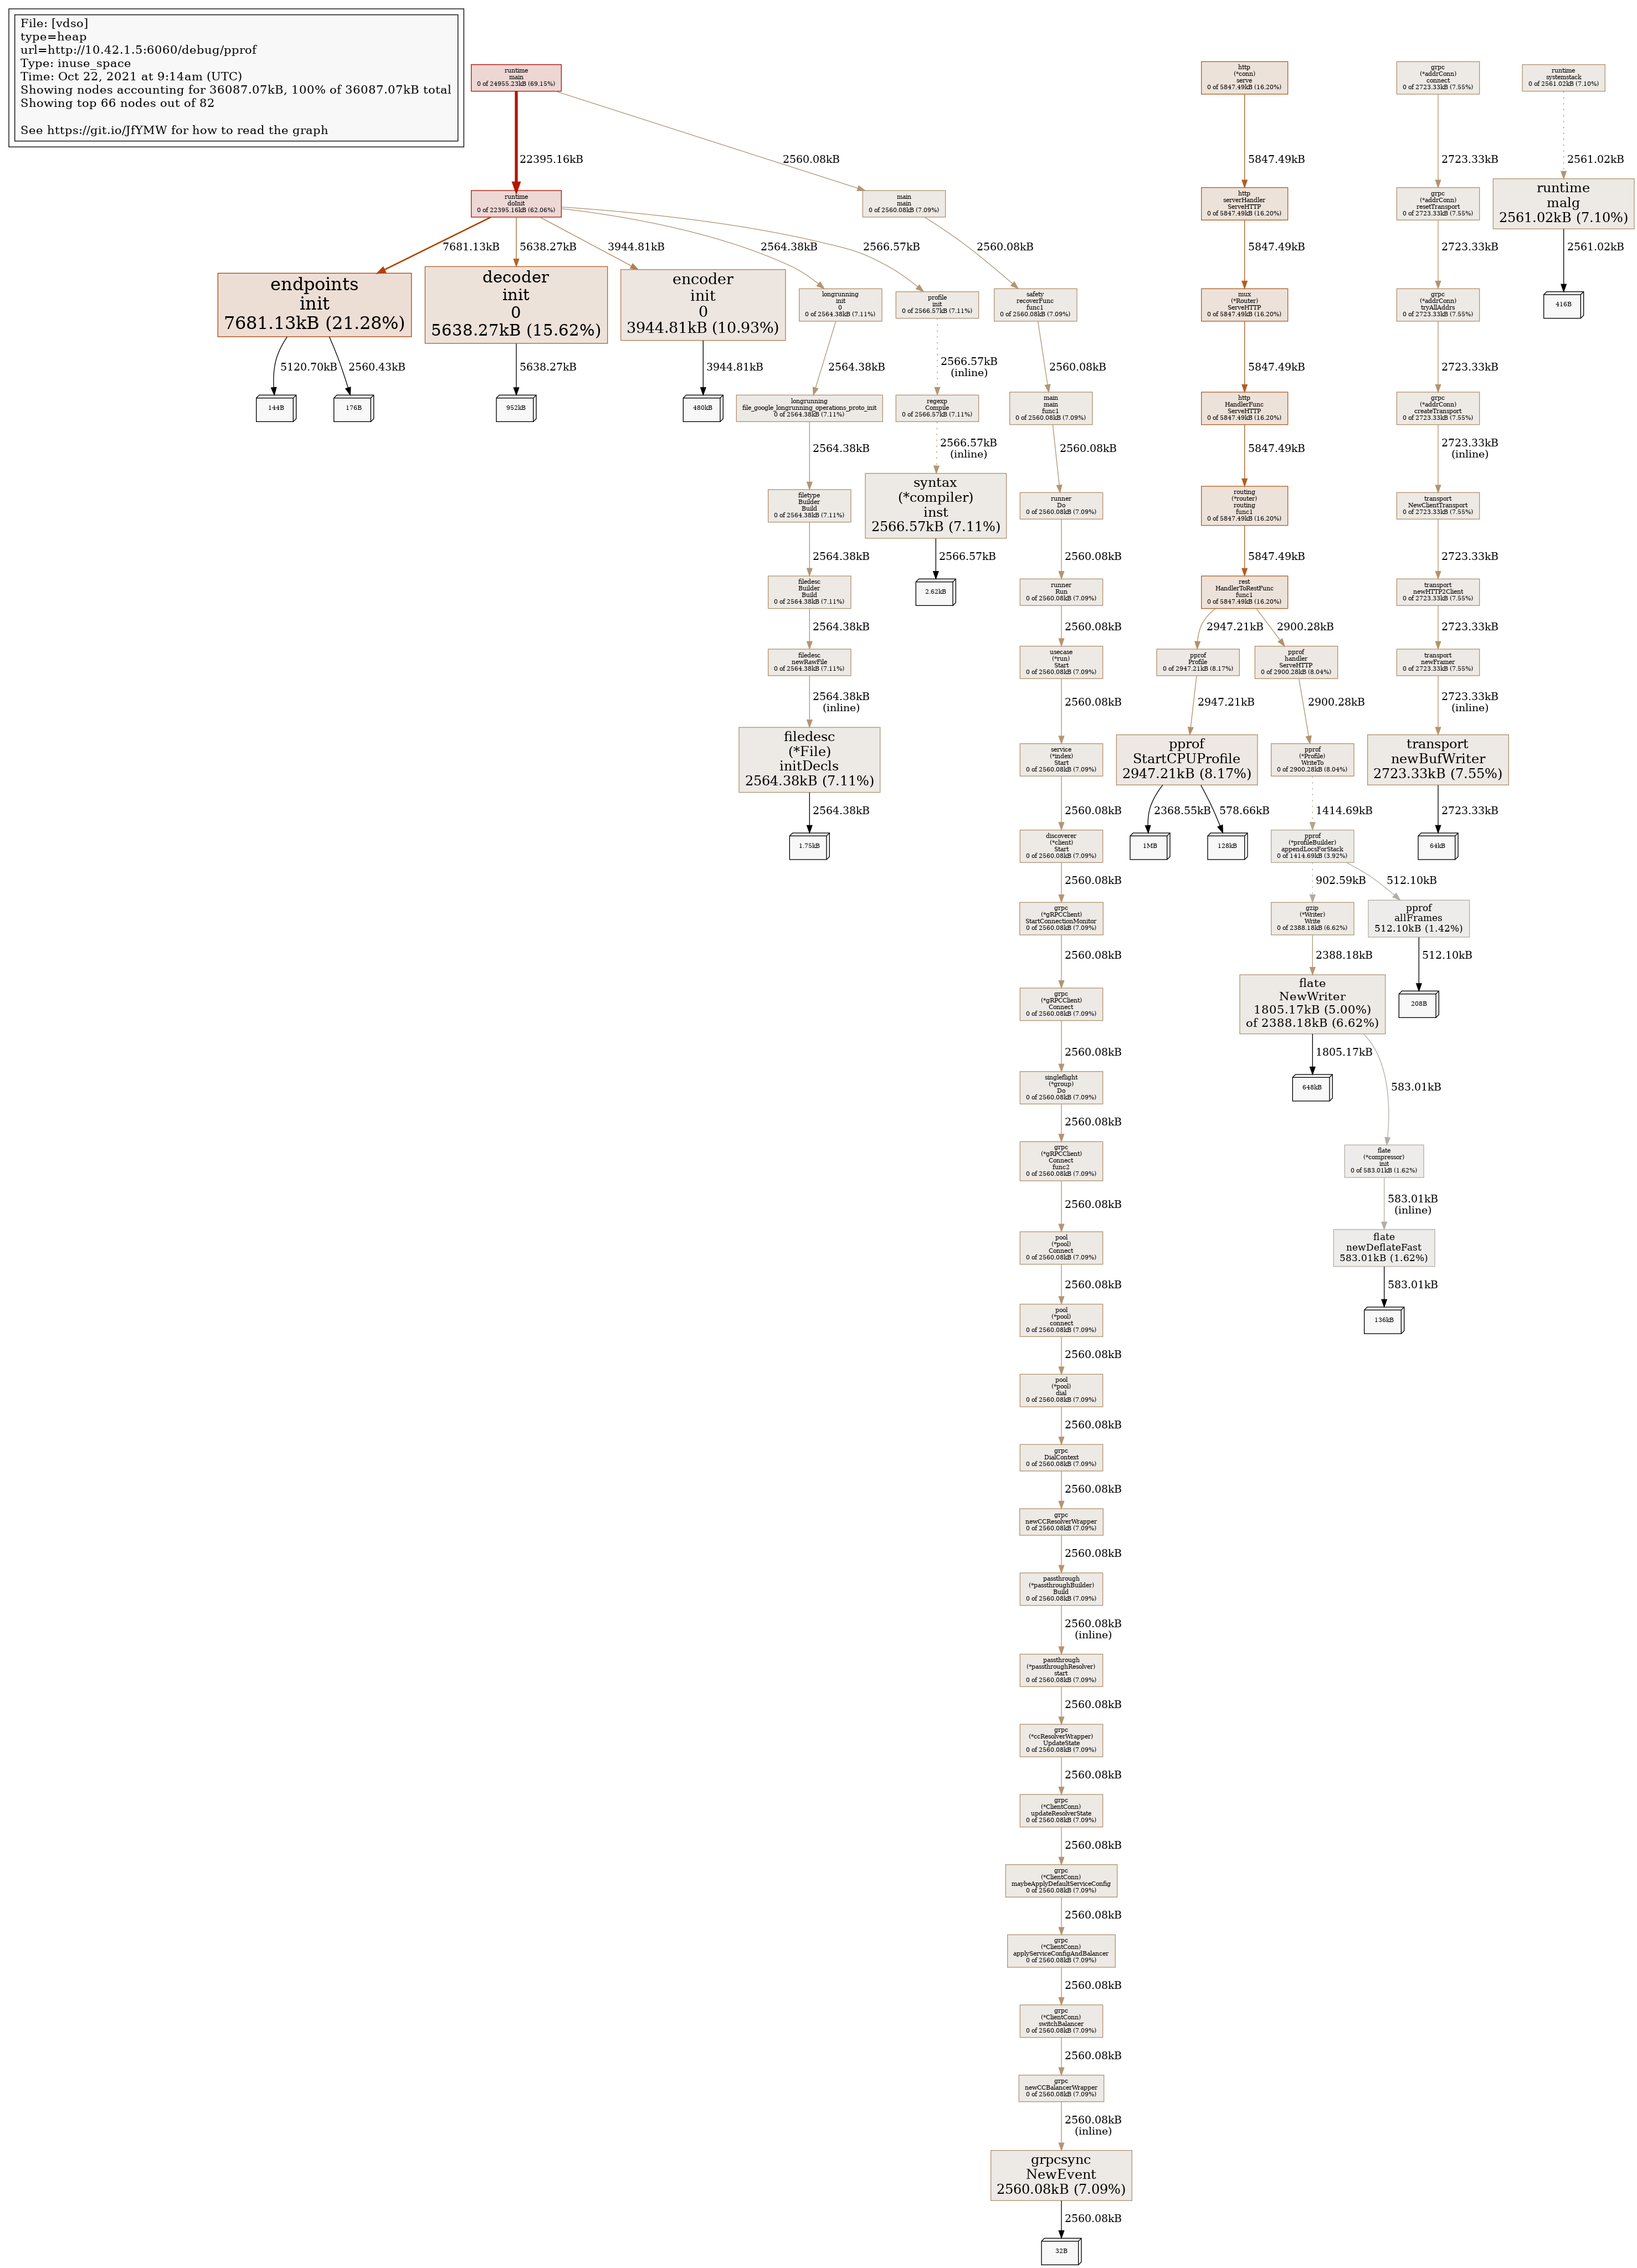 File: [vdso]
type=heap
url=http://10.42.1.5:6060/debug/pprof
Type: inuse_space
Time: Oct 22, 2021 at 9:14am (UTC)
Showing nodes accounting for 36087.07kB, 100% of 36087.07kB total
Showing top 66 nodes out of 82
See https://git.io/JfYMW for how to read the graph
runtime
main
0 of 24955.23kB (69.15%)
22395.16kB
2560.08kB
runtime
doInit
0 of 22395.16kB (62.06%)
main
main
0 of 2560.08kB (7.09%)
7681.13kB
5638.27kB
3944.81kB
2564.38kB
2566.57kB
2560.08kB
endpoints
init
7681.13kB (21.28%)
5120.70kB
2560.43kB
144B
176B
decoder
init
0
5638.27kB (15.62%)
5638.27kB
952kB
encoder
init
0
3944.81kB (10.93%)
3944.81kB
480kB
longrunning
init
0
0 of 2564.38kB (7.11%)
2564.38kB
longrunning
file_google_longrunning_operations_proto_init
0 of 2564.38kB (7.11%)
2564.38kB
filetype
Builder
Build
0 of 2564.38kB (7.11%)
2564.38kB
filedesc
Builder
Build
0 of 2564.38kB (7.11%)
2564.38kB
filedesc
newRawFile
0 of 2564.38kB (7.11%)
2564.38kB
(inline)
filedesc
(*File)
initDecls
2564.38kB (7.11%)
2564.38kB
1.75kB
profile
init
0 of 2566.57kB (7.11%)
2566.57kB
(inline)
regexp
Compile
0 of 2566.57kB (7.11%)
2566.57kB
(inline)
syntax
(*compiler)
inst
2566.57kB (7.11%)
2566.57kB
2.62kB
safety
recoverFunc
func1
0 of 2560.08kB (7.09%)
2560.08kB
main
main
func1
0 of 2560.08kB (7.09%)
2560.08kB
runner
Do
0 of 2560.08kB (7.09%)
2560.08kB
runner
Run
0 of 2560.08kB (7.09%)
2560.08kB
usecase
(*run)
Start
0 of 2560.08kB (7.09%)
2560.08kB
service
(*index)
Start
0 of 2560.08kB (7.09%)
2560.08kB
discoverer
(*client)
Start
0 of 2560.08kB (7.09%)
2560.08kB
grpc
(*gRPCClient)
StartConnectionMonitor
0 of 2560.08kB (7.09%)
2560.08kB
grpc
(*gRPCClient)
Connect
0 of 2560.08kB (7.09%)
2560.08kB
singleflight
(*group)
Do
0 of 2560.08kB (7.09%)
2560.08kB
grpc
(*gRPCClient)
Connect
func2
0 of 2560.08kB (7.09%)
2560.08kB
pool
(*pool)
Connect
0 of 2560.08kB (7.09%)
2560.08kB
pool
(*pool)
connect
0 of 2560.08kB (7.09%)
2560.08kB
pool
(*pool)
dial
0 of 2560.08kB (7.09%)
2560.08kB
grpc
DialContext
0 of 2560.08kB (7.09%)
2560.08kB
grpc
newCCResolverWrapper
0 of 2560.08kB (7.09%)
2560.08kB
passthrough
(*passthroughBuilder)
Build
0 of 2560.08kB (7.09%)
2560.08kB
(inline)
passthrough
(*passthroughResolver)
start
0 of 2560.08kB (7.09%)
2560.08kB
grpc
(*ccResolverWrapper)
UpdateState
0 of 2560.08kB (7.09%)
2560.08kB
grpc
(*ClientConn)
updateResolverState
0 of 2560.08kB (7.09%)
2560.08kB
grpc
(*ClientConn)
maybeApplyDefaultServiceConfig
0 of 2560.08kB (7.09%)
2560.08kB
grpc
(*ClientConn)
applyServiceConfigAndBalancer
0 of 2560.08kB (7.09%)
2560.08kB
grpc
(*ClientConn)
switchBalancer
0 of 2560.08kB (7.09%)
2560.08kB
grpc
newCCBalancerWrapper
0 of 2560.08kB (7.09%)
2560.08kB
(inline)
grpcsync
NewEvent
2560.08kB (7.09%)
2560.08kB
32B
http
(*conn)
serve
0 of 5847.49kB (16.20%)
5847.49kB
http
serverHandler
ServeHTTP
0 of 5847.49kB (16.20%)
5847.49kB
mux
(*Router)
ServeHTTP
0 of 5847.49kB (16.20%)
5847.49kB
http
HandlerFunc
ServeHTTP
0 of 5847.49kB (16.20%)
5847.49kB
routing
(*router)
routing
func1
0 of 5847.49kB (16.20%)
5847.49kB
rest
HandlerToRestFunc
func1
0 of 5847.49kB (16.20%)
2947.21kB
2900.28kB
pprof
Profile
0 of 2947.21kB (8.17%)
2947.21kB
pprof
StartCPUProfile
2947.21kB (8.17%)
2368.55kB
578.66kB
1MB
128kB
pprof
handler
ServeHTTP
0 of 2900.28kB (8.04%)
2900.28kB
pprof
(*Profile)
WriteTo
0 of 2900.28kB (8.04%)
1414.69kB
pprof
(*profileBuilder)
appendLocsForStack
0 of 1414.69kB (3.92%)
902.59kB
512.10kB
gzip
(*Writer)
Write
0 of 2388.18kB (6.62%)
pprof
allFrames
512.10kB (1.42%)
2388.18kB
512.10kB
208B
flate
NewWriter
1805.17kB (5.00%)
of 2388.18kB (6.62%)
1805.17kB
583.01kB
648kB
flate
(*compressor)
init
0 of 583.01kB (1.62%)
583.01kB
(inline)
flate
newDeflateFast
583.01kB (1.62%)
583.01kB
136kB
grpc
(*addrConn)
connect
0 of 2723.33kB (7.55%)
2723.33kB
grpc
(*addrConn)
resetTransport
0 of 2723.33kB (7.55%)
2723.33kB
grpc
(*addrConn)
tryAllAddrs
0 of 2723.33kB (7.55%)
2723.33kB
grpc
(*addrConn)
createTransport
0 of 2723.33kB (7.55%)
2723.33kB
(inline)
transport
NewClientTransport
0 of 2723.33kB (7.55%)
2723.33kB
transport
newHTTP2Client
0 of 2723.33kB (7.55%)
2723.33kB
transport
newFramer
0 of 2723.33kB (7.55%)
2723.33kB
(inline)
transport
newBufWriter
2723.33kB (7.55%)
2723.33kB
64kB
runtime
systemstack
0 of 2561.02kB (7.10%)
2561.02kB
runtime
malg
2561.02kB (7.10%)
2561.02kB
416B